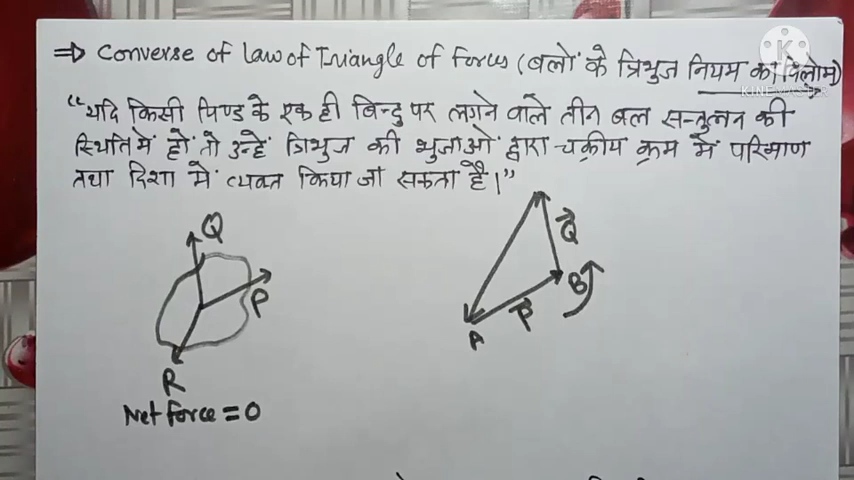 ⇒ Converse of Law of Triangle of Forces (बलों के त्रिभुज नियम का विलोम)
"यदि किसी पिण्ड के एक ही बिन्दु पर लगने वाले तीन बल सन्तुलन की
स्थिति में हों तो उन्हें त्रिभुज की भुजाओं द्वारा चक्रीय क्रम में परिमाण
तथा दिशा में व्यक्त किया जा सकता है।"
Q
P
R
Net force = 0
Q
B
P
A
K
KINEMASTER